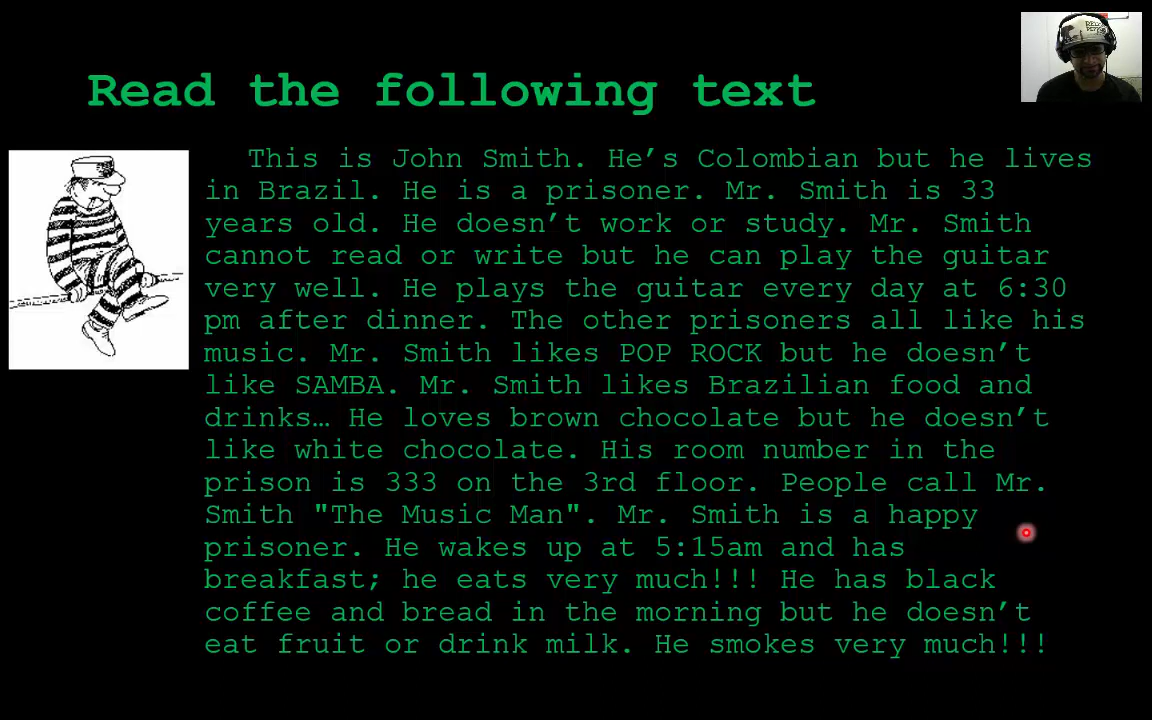 Read the following text
This is John Smith. He’s Colombian but he lives
in Brazil. He is a prisoner. Mr. Smith is 33
years old. He doesn’t work or study. Mr. Smith
cannot read or write but he can play the guitar
very well. He plays the guitar every day at 6:30
pm after dinner. The other prisoners all like his
music. Mr. Smith likes POP ROCK but he doesn’t
like SAMBA. Mr. Smith likes Brazilian food and
drinks… He loves brown chocolate but he doesn’t
like white chocolate. His room number in the
prison is 333 on the 3rd floor. People call Mr.
Smith "The Music Man". Mr. Smith is a happy
prisoner. He wakes up at 5:15am and has
breakfast; he eats very much!!! He has black
coffee and bread in the morning but he doesn’t
eat fruit or drink milk. He smokes very much!!!